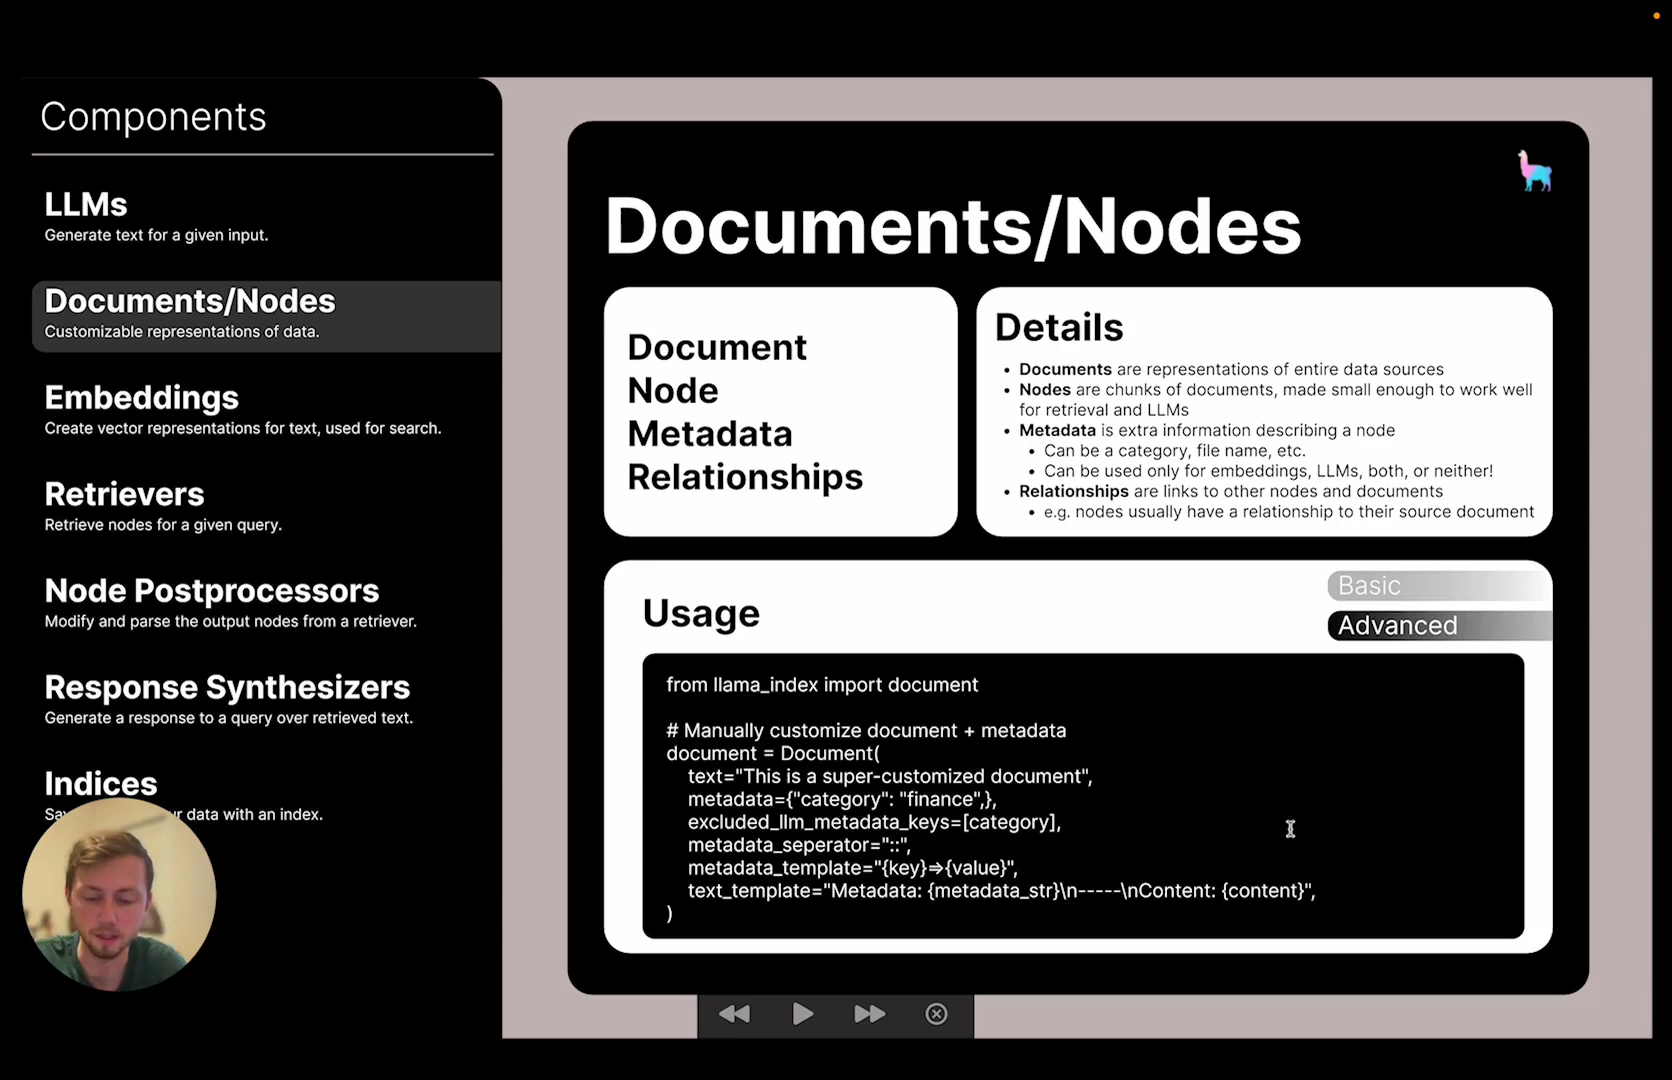 Components
LLMs
Generate text for a given input.
Documents/Nodes
Customizable representations of data.
Embeddings
Create vector representations for text, used for search.
Retrievers
Retrieve nodes for a given query.
Node Postprocessors
Modify and parse the output nodes from a retriever.
Response Synthesizers
Generate a response to a query over retrieved text.
Indices
r data with an index.
Documents/Nodes
Document
Node
Metadata
Relationships
Details
• Documents are representations of entire data sources
• Nodes are chunks of documents, made small enough to work well
for retrieval and LLMs
• Metadata is extra information describing a node
• Can be a category, file name, etc.
• Can be used only for embeddings, LLMs, both, or neither!
• Relationships are links to other nodes and documents
• e.g. nodes usually have a relationship to their source document
Usage
Basic
Advanced
from llama_index import document
# Manually customize document + metadata
document = Document(
text="This is a super-customized document",
metadata={"category": "finance",},
excluded_llm_metadata_keys=[category],
metadata_seperator="::",
metadata_template="{key}=>{value}",
text_template="Metadata: {metadata_str}\n-----\nContent: {content}",
)